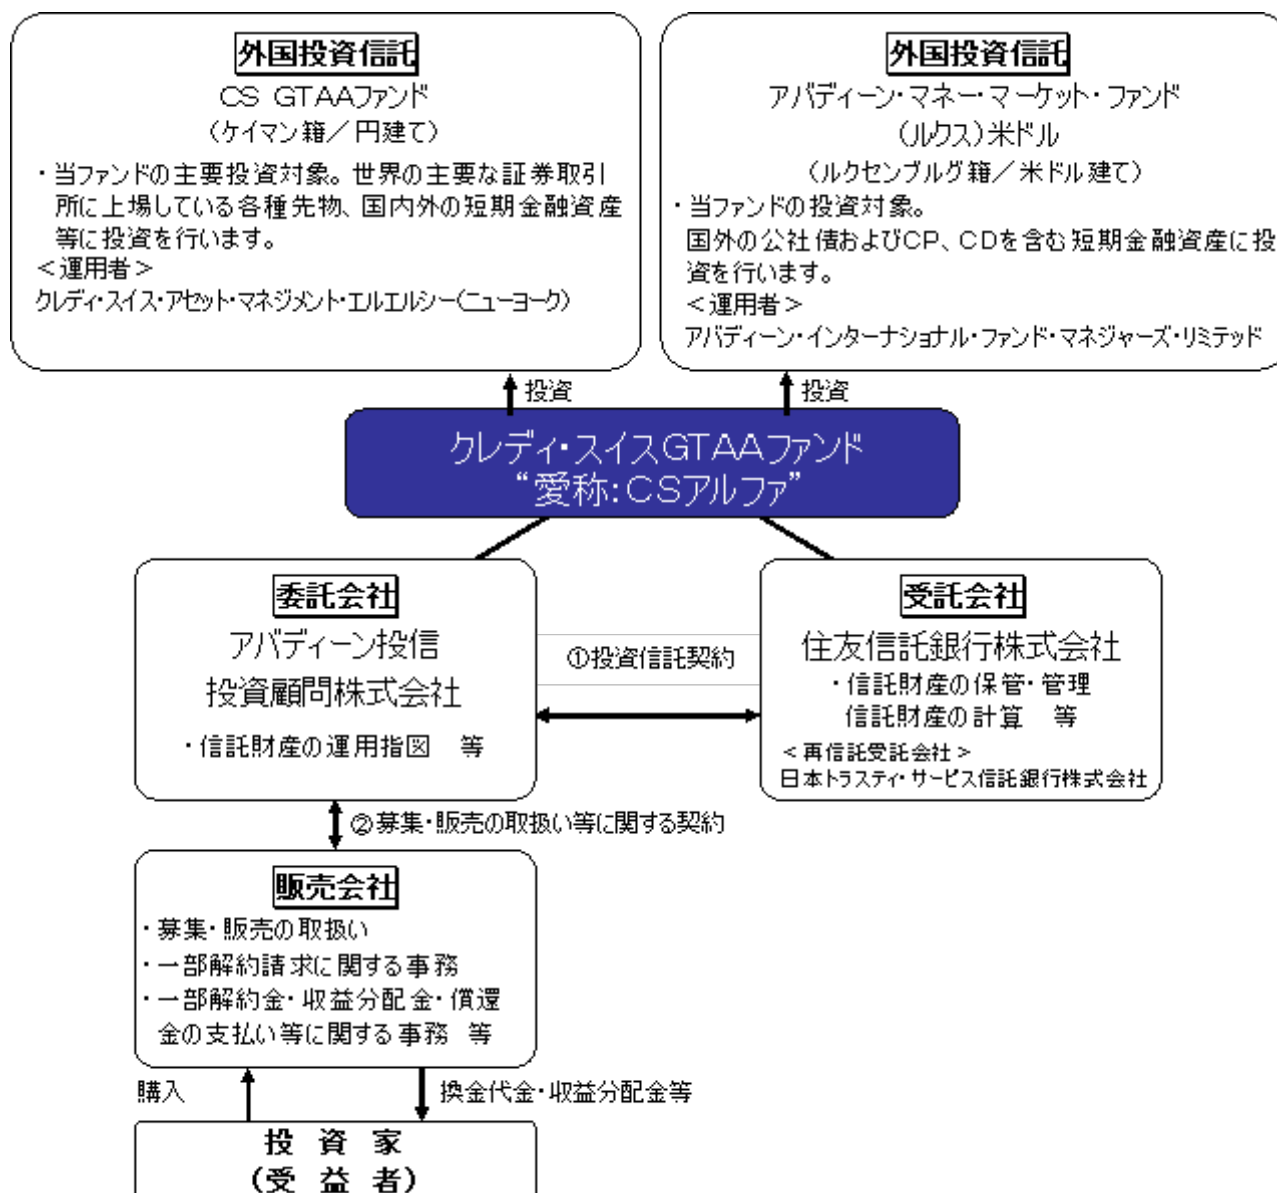 外国投資信託
CS GTAAファンド
（ケイマン籍／円建て）
・当ファンドの主要投資対象。世界の主要な証券取引
所に上場している各種先物、国内外の短期金融資産
等に投資を行います。
＜運用者＞
クレディ・スイス・アセット・マネジメント・エルエルシー(ニューヨーク)
外国投資信託
アバディーン・マネー・マーケット・ファンド
(ルクス)米ドル
(ルクセンブルグ籍／米ドル建て)
・当ファンドの投資対象。
国外の公社債およびCP、CDを含む短期金融資産に投
資を行います。
＜運用者＞
アバディーン・インターナショナル・ファンド・マネジャーズ・リミテッド
投資
投資
クレディ・スイスGTAAファンド
“愛称：CSアルファ”
委託会社
アバディーン投信
投資顧問株式会社
・信託財産の運用指図　等
①投資信託契約
受託会社
住友信託銀行株式会社
・信託財産の保管・管理
信託財産の計算　等
＜再信託受託会社＞
日本トラスティ・サービス信託銀行株式会社
②募集・販売の取扱い等に関する契約
販売会社
・募集・販売の取扱い
・一部解約請求に関する事務
・一部解約金・収益分配金・償還
金の支払い等に関する事務　等
購入
換金代金・収益分配金等
投　資　家
（受　益　者）